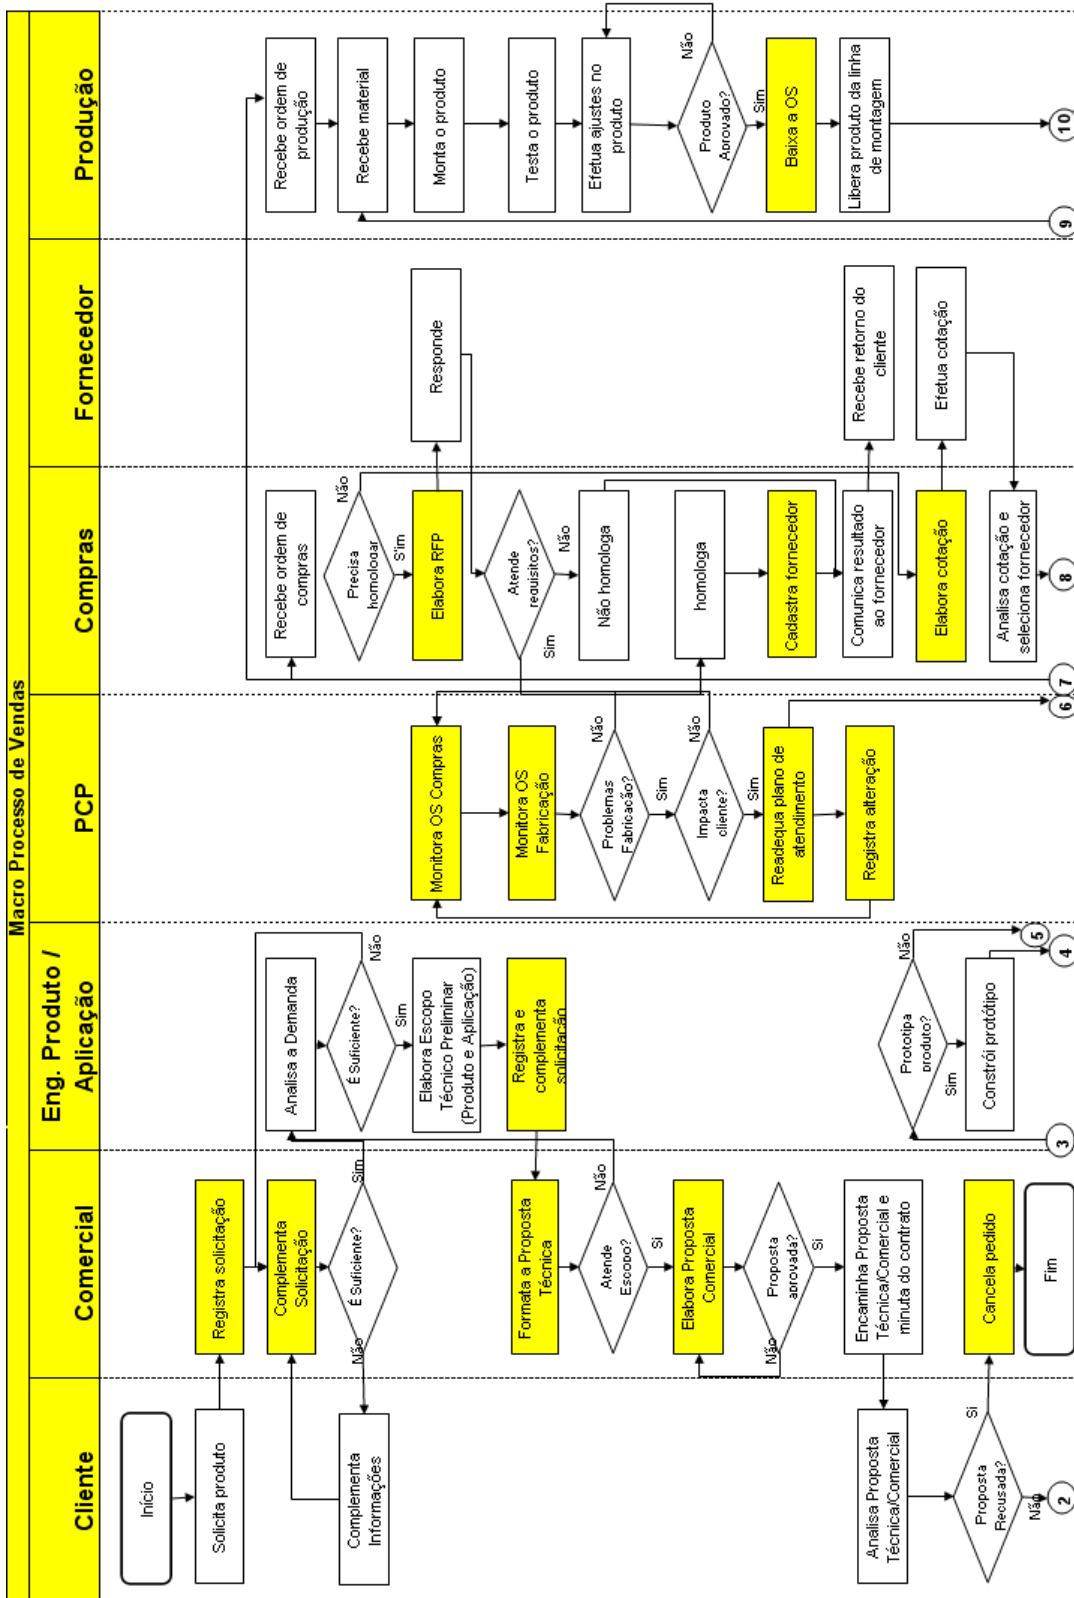 Macro Processo de Vendas
Cliente
Comercial
Eng. Produto /
Aplicação
PCP
Compras
Fornecedor
Produção
Início
Solicita produto
Complementa
Informações
Analisa Proposta
Técnica/Comercial
Proposta
Recusada?
Si
Não
2
Registra solicitação
Complementa
Solicitação
É Suficiente?
Sim
Não
Formata a Proposta
Técnica
Atende
Escopo?
Não
Si
Elabora Proposta
Comercial
Proposta
aprovada?
Não
Si
Encaminha Proposta
Técnica/Comercial e
minuta do contrato
Cancela pedido
Fim
Analisa a Demanda
É Suficiente?
Não
Sim
Elabora Escopo
Técnico Preliminar
(Produto e Aplicação)
Registra e
complementa
solicitação
Prototipa
produto?
Não
Sim
Constrói protótipo
3
4
5
Monitora OS Compras
Monitora OS
Fabricação
Problemas
Fabricação?
Não
Sim
Impacta
cliente?
Não
Sim
Readequa plano de
atendimento
Registra alteração
6
Recebe ordem de
compras
Precisa
homologar
Não
S'im
Elabora RFP
Atende
requisitos?
Sim
Não
Não homologa
homologa
Cadastra fornecedor
Comunica resultado
ao fornecedor
Elabora cotação
Analisa cotação e
seleciona fornecedor
7
8
Responde
Recebe retorno do
cliente
Efetua cotação
Recebe ordem de
produção
Recebe material
Monta o produto
Testa o produto
Efetua ajustes no
produto
Produto
Aprovado?
Não
Sim
Baixa a OS
Libera produto da linha
de montagem
9
10